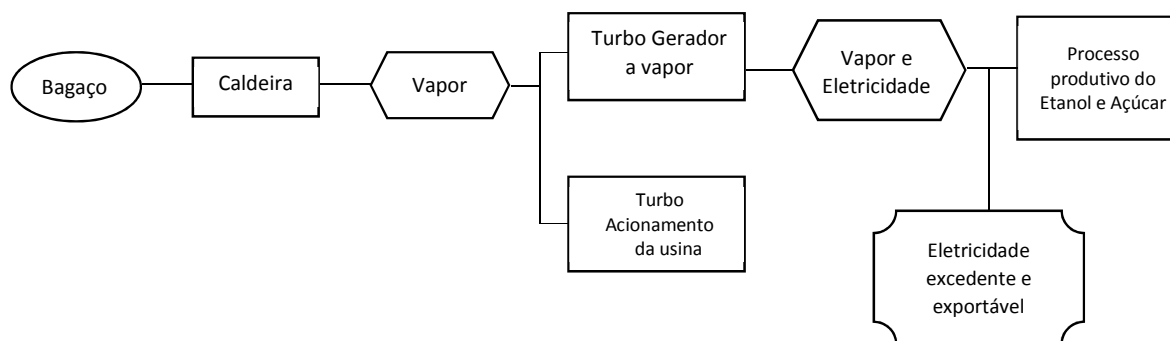 Bagaço
Caldeira
Vapor
Turbo Gerador
a vapor
Vapor e
Eletricidade
Processo
produtivo do
Etanol e Açúcar
Turbo
Acionamento
da usina
Eletricidade
excedente e
exportável